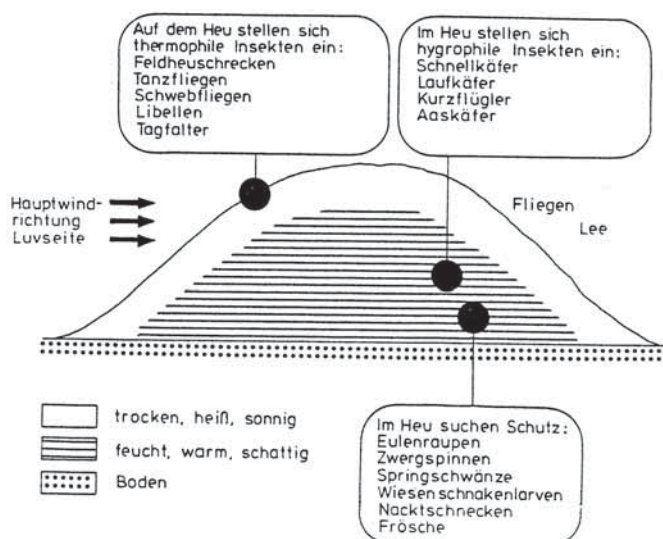 Auf dem Heu stellen sich
thermophile Insekten ein:
Feldheuschrecken
Tanzfliegen
Schwebfliegen
Libellen
Tagfalter
Im Heu stellen sich
hygrophile Insekten ein:
Schnellkäfer
Laufkäfer
Kurzflügler
Aaskäfer
Hauptwind-
richtung
Luvseite
Fliegen
Lee
trocken, heiß, sonnig
feucht, warm, schattig
Boden
Im Heu suchen Schutz:
Eulenraupen
Zwergspinnen
Springschwänze
Wiesenschnakenlarven
Nacktschnecken
Frösche